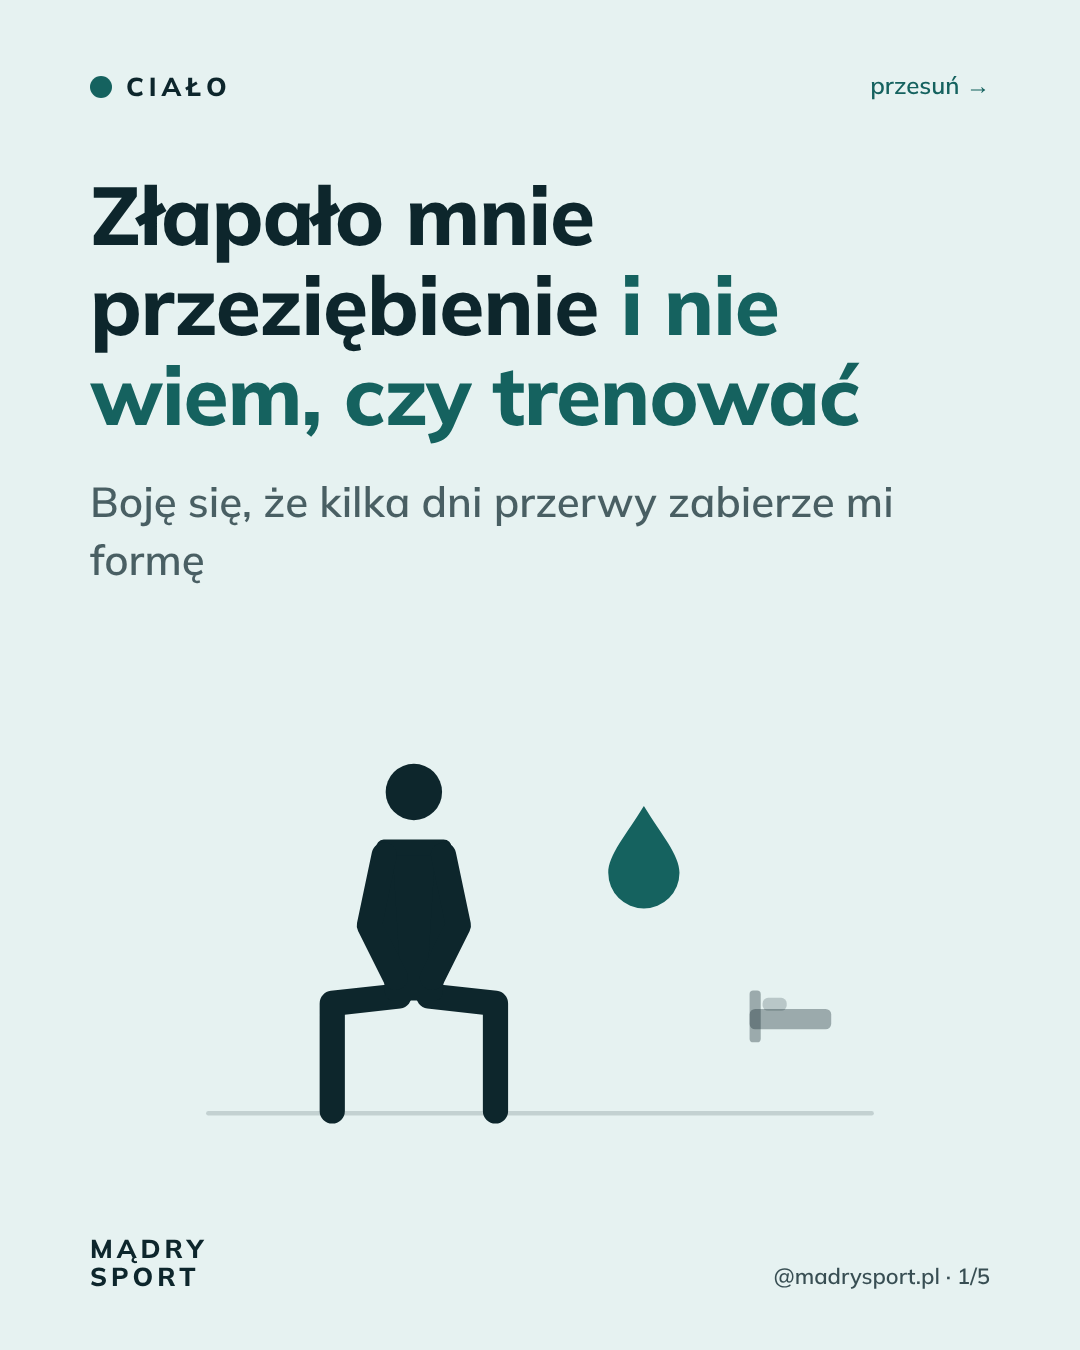 CIAŁO
przesuń →
Złapało mnie
przeziębienie i nie
wiem, czy trenować
Boję się, że kilka dni przerwy zabierze mi
formę
MĄDRY
SPORT
@madrysport.pl · 1/5